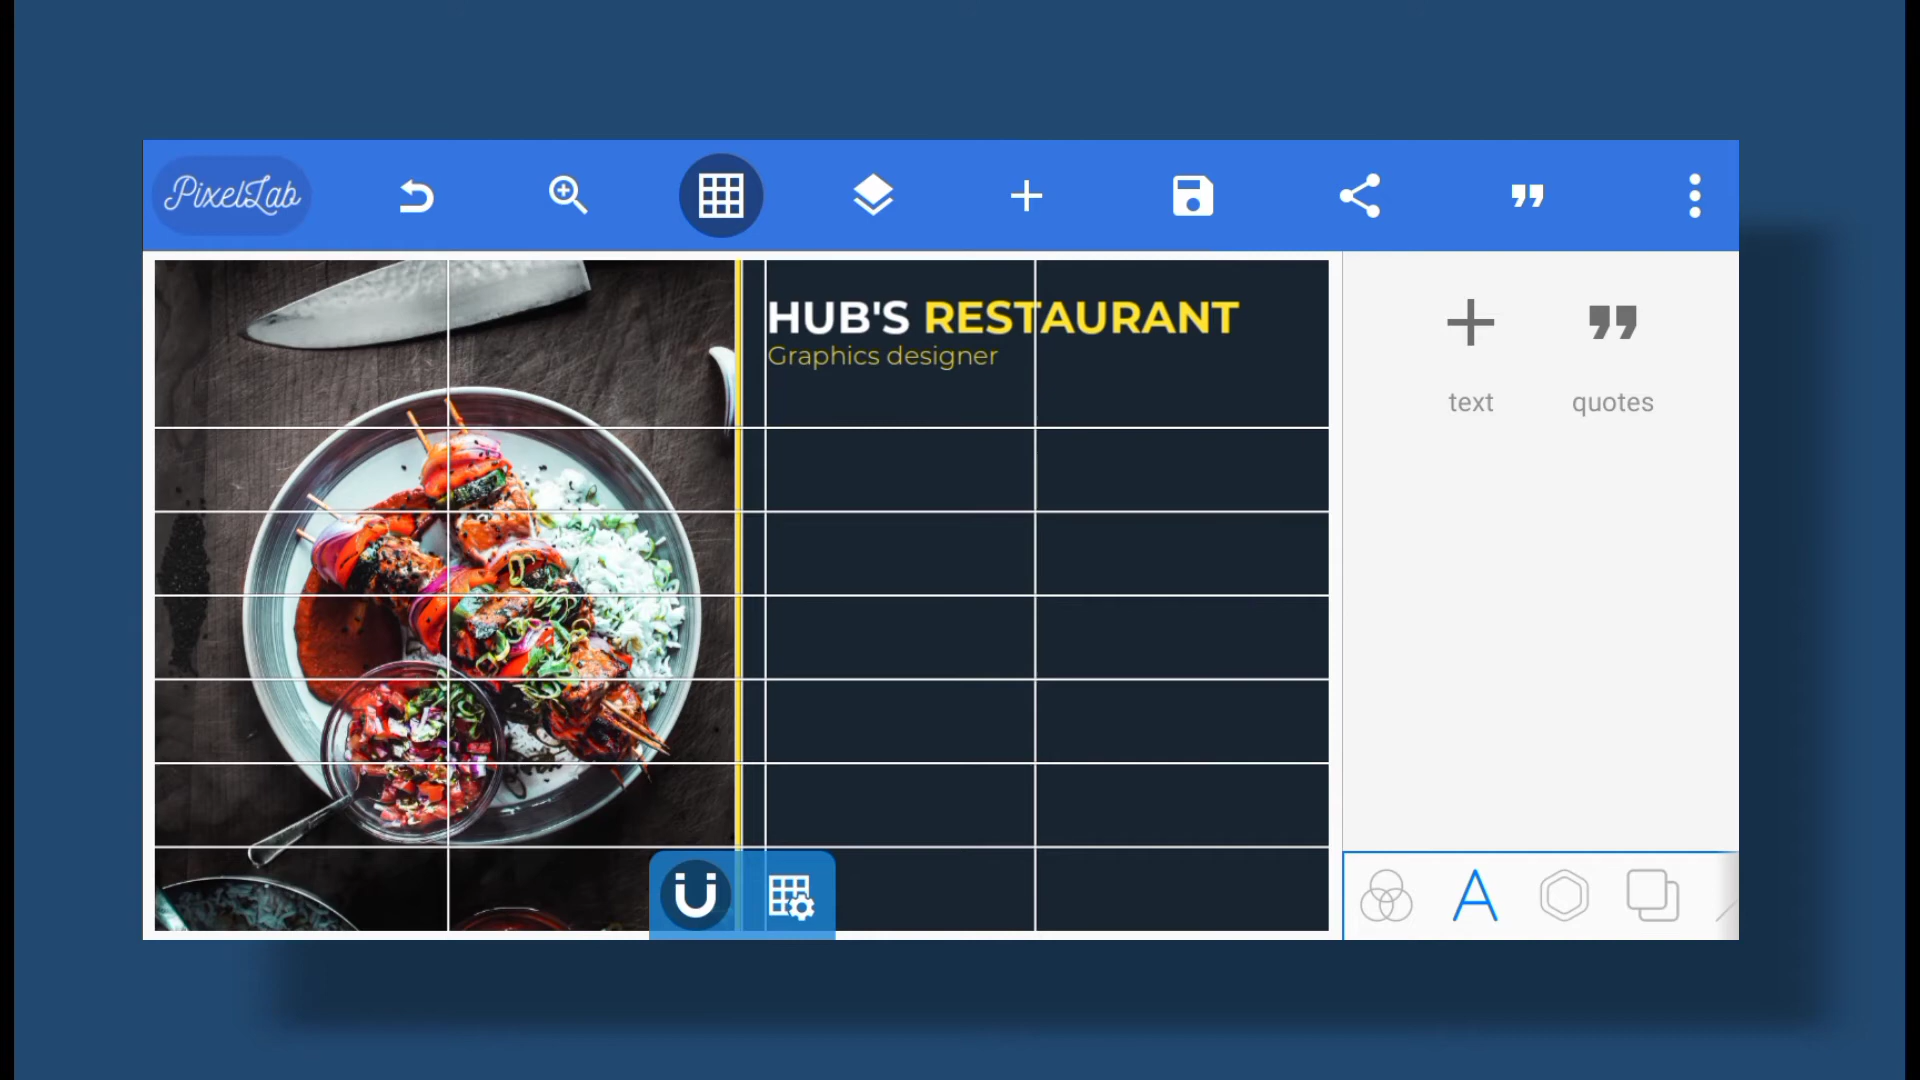 PixelLab
HUB'S RESTAURANT
Graphics designer
text
quotes